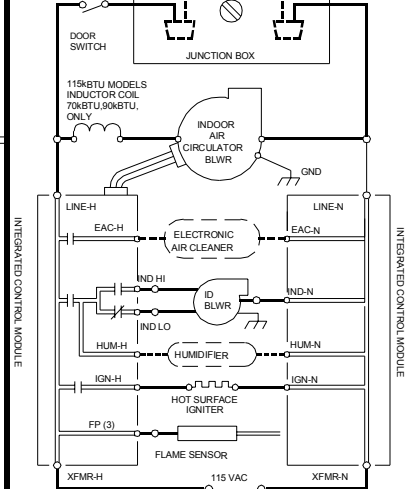 DOOR
SWITCH
JUNCTION BOX
115kBTU MODELS
INDUCTOR COIL
70kBTU,90kBTU,
ONLY
INDOOR
AIR
CIRCULATOR
BLWR
GND
LINE-H
LINE-N
EAC-H
ELECTRONIC
AIR CLEANER
EAC-N
INTEGRATED CONTROL MODULE
INTEGRATED CONTROL MODULE
IND HI
ID
BLWR
IND-N
IND LO
HUM-H
HUMIDIFIER
HUM-N
IGN-H
IGN-N
HOT SURFACE
IGNITER
FP (3)
FLAME SENSOR
XFMR-H
115 VAC
XFMR-N